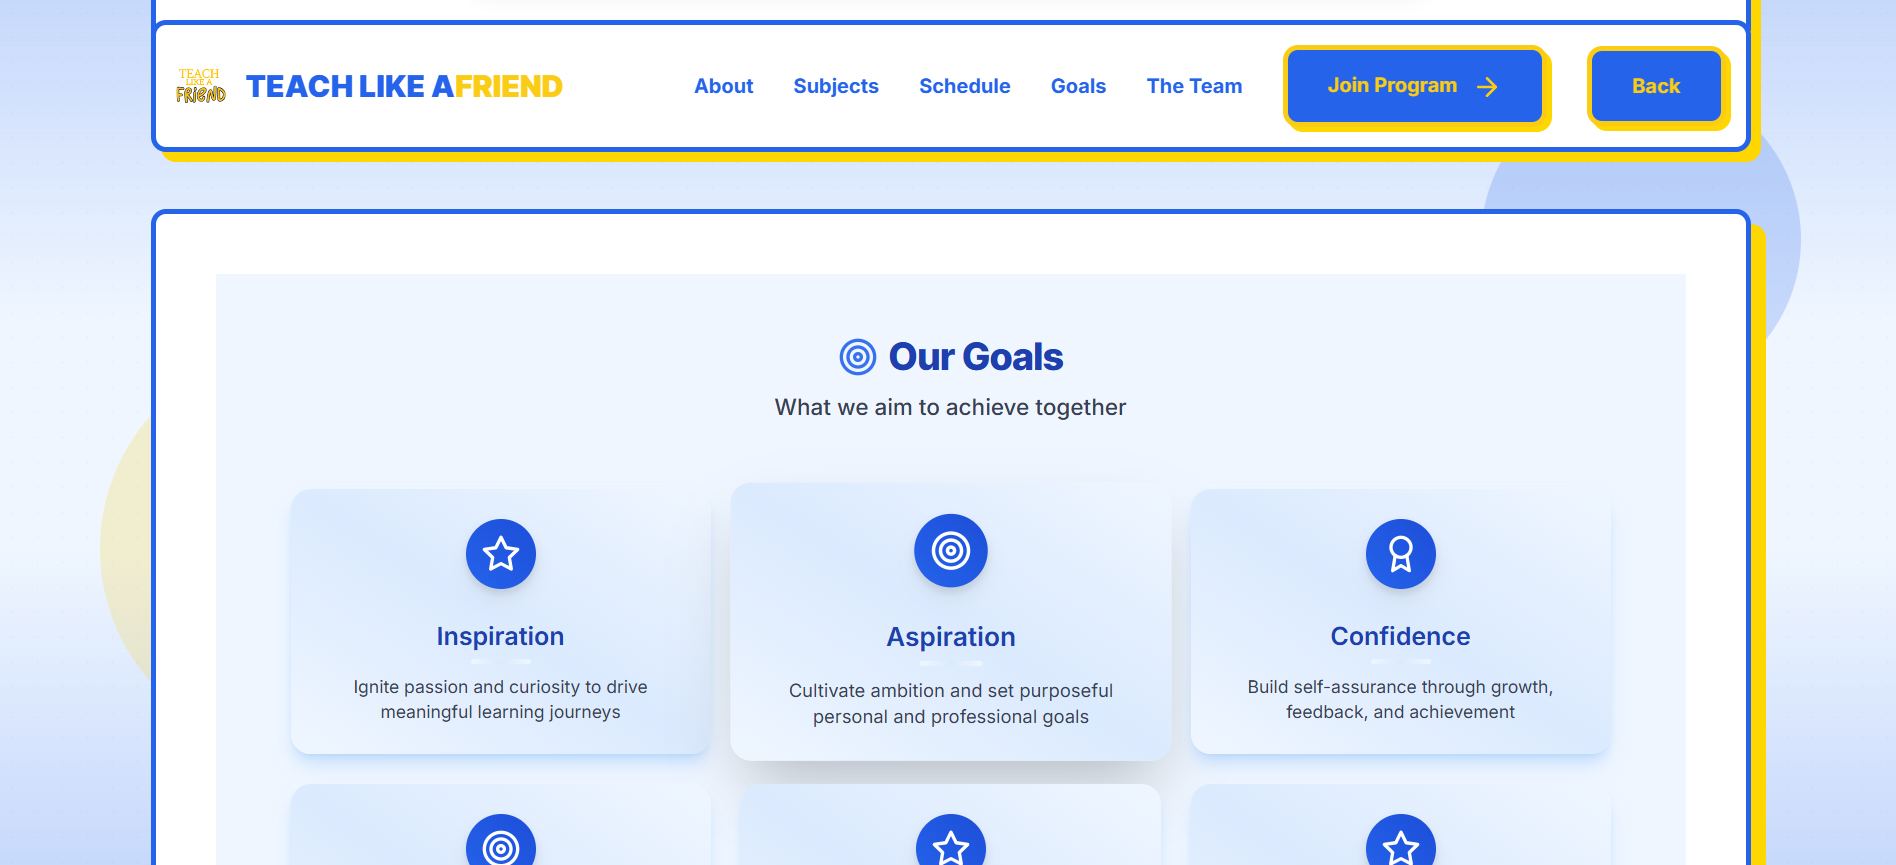 TEACH
LIKE A
FRIEND
TEACH LIKE AFRIEND
About
Subjects
Schedule
Goals
The Team
Join Program
Back
Our Goals
What we aim to achieve together
Inspiration
Ignite passion and curiosity to drive
meaningful learning journeys
Aspiration
Cultivate ambition and set purposeful
personal and professional goals
Confidence
Build self-assurance through growth,
feedback, and achievement